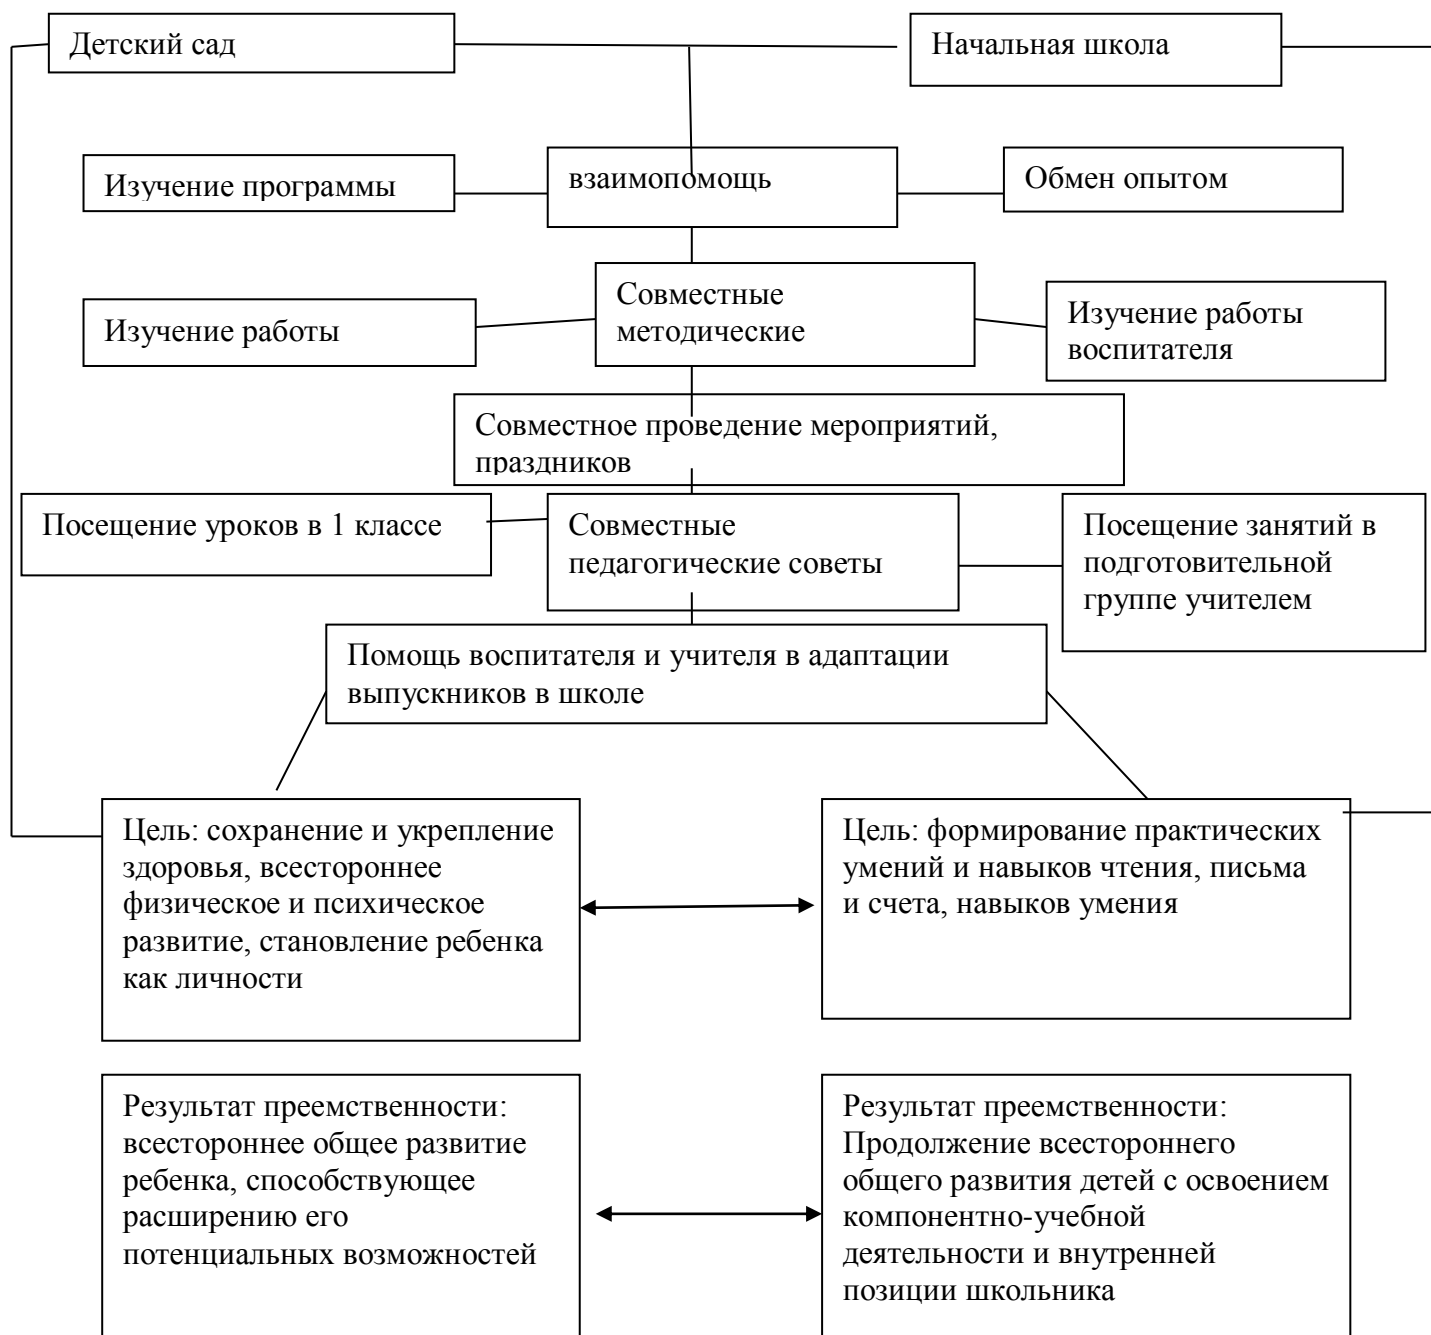 Детский сад
Начальная школа
Изучение программы
взаимопомощь
Обмен опытом
Изучение работы
Совместные
методические
Изучение работы
воспитателя
Совместное проведение мероприятий,
праздников
Посещение уроков в 1 классе
Совместные
педагогические советы
Посещение занятий в
подготовительной
группе учителем
Помощь воспитателя и учителя в адаптации
выпускников в школе
Цель: сохранение и укрепление
здоровья, всестороннее
физическое и психическое
развитие, становление ребенка
как личности
Цель: формирование практических
умений и навыков чтения, письма
и счета, навыков умения
Результат преемственности:
всестороннее общее развитие
ребенка, способствующее
расширению его
потенциальных возможностей
Результат преемственности:
Продолжение всестороннего
общего развития детей с освоением
компонентно-учебной
деятельности и внутренней
позиции школьника